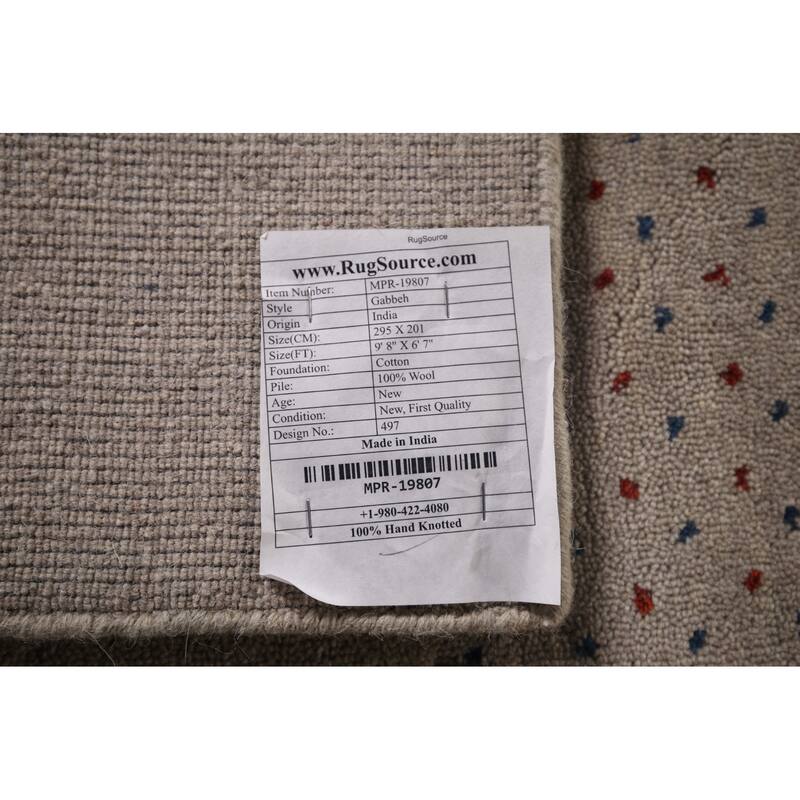 RugSource
www.RugSource.com
Item Number: MPR-19807
Style Gabbeh
Origin India
Size(CM): 295 X 201
Size(FT): 9' 8" X 6' 7"
Foundation: Cotton
Pile: 100% Wool
Age: New
Condition: New, First Quality
Design No.: 497
Made in India
MPR-19807
+1-980-422-4080
100% Hand Knotted